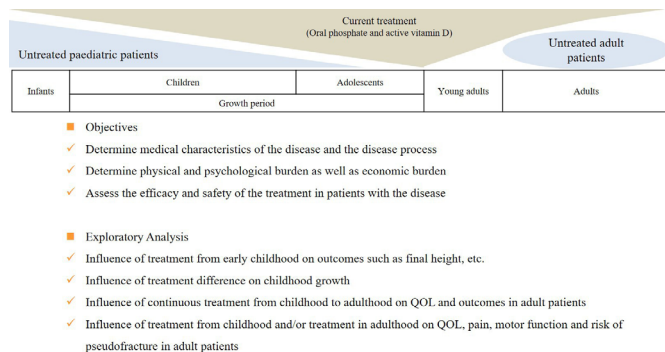 Current treatment
(Oral phosphate and active vitamin D)
Untreated paediatric patients
Untreated adult
patients
Infants
Children
Adolescents
Young adults
Adults
Growth period
■ Objectives
✓ Determine medical characteristics of the disease and the disease process
✓ Determine physical and psychological burden as well as economic burden
✓ Assess the efficacy and safety of the treatment in patients with the disease
■ Exploratory Analysis
✓ Influence of treatment from early childhood on outcomes such as final height, etc.
✓ Influence of treatment difference on childhood growth
✓ Influence of continuous treatment from childhood to adulthood on QOL and outcomes in adult patients
✓ Influence of treatment from childhood and/or treatment in adulthood on QOL, pain, motor function and risk of
pseudofracture in adult patients